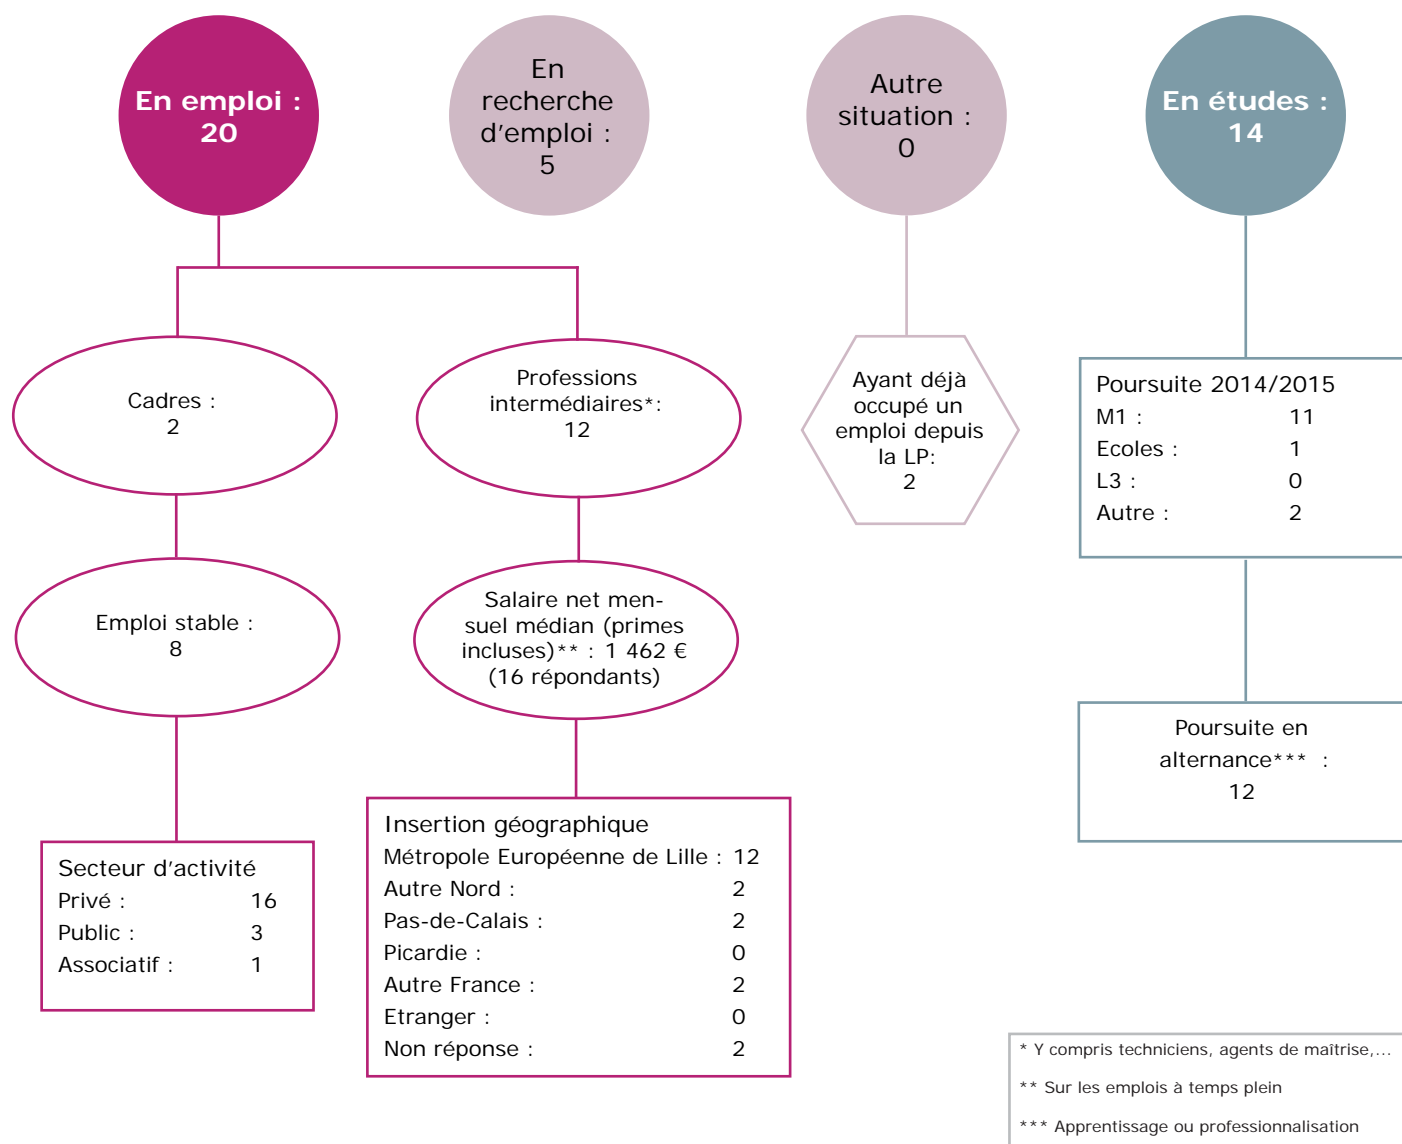 En emploi :
20
En
recherche
d'emploi :
5
Autre
situation :
0
En études :
14
Cadres :
2
Professions
intermédiaires*:
12
Ayant déjà
occupé un
emploi depuis
la LP:
2
Poursuite 2014/2015
M1 : 11
Ecoles : 1
L3 : 0
Autre : 2
Emploi stable :
8
Salaire net men-
suel médian (primes
incluses)** : 1 462 €
(16 répondants)
Poursuite en
alternance*** :
12
Secteur d'activité
Privé : 16
Public : 3
Associatif : 1
Insertion géographique
Métropole Européenne de Lille : 12
Autre Nord : 2
Pas-de-Calais : 2
Picardie : 0
Autre France : 2
Etranger : 0
Non réponse : 2
* Y compris techniciens, agents de maîtrise,...
** Sur les emplois à temps plein
*** Apprentissage ou professionnalisation